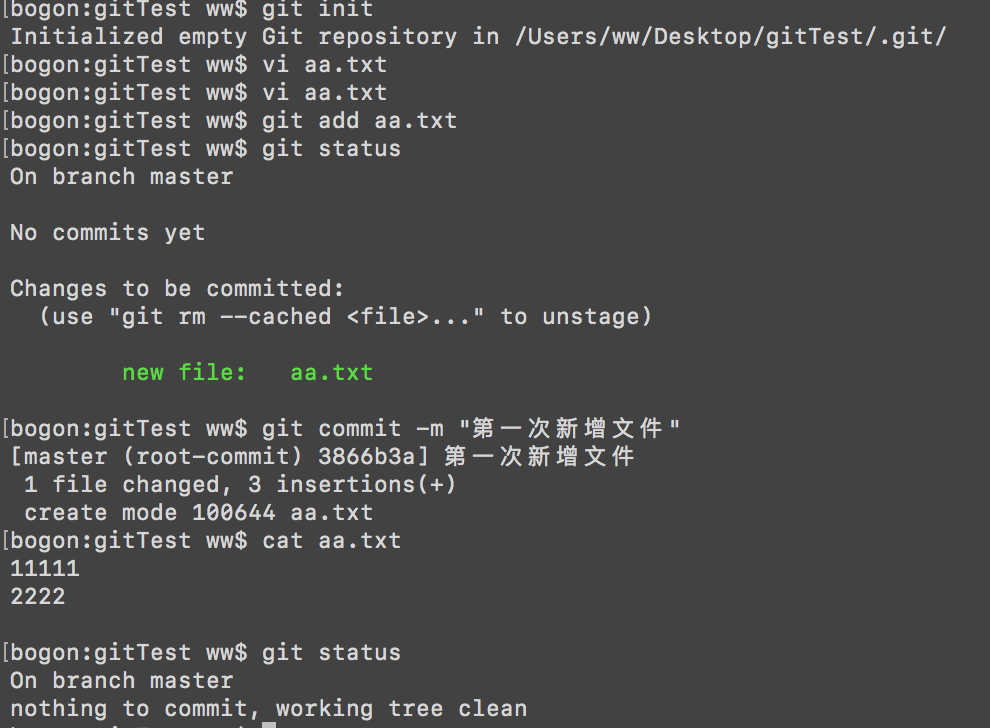 [bogon:gitTest ww$ git init
Initialized empty Git repository in /Users/ww/Desktop/gitTest/.git/
[bogon:gitTest ww$ vi aa.txt
[bogon:gitTest ww$ vi aa.txt
[bogon:gitTest ww$ git add aa.txt
[bogon:gitTest ww$ git status
On branch master
No commits yet
Changes to be committed:
(use "git rm --cached <file>..." to unstage)
new file: aa.txt
[bogon:gitTest ww$ git commit -m "第一次新增文件"
[master (root-commit) 3866b3a] 第一次新增文件
1 file changed, 3 insertions(+)
create mode 100644 aa.txt
[bogon:gitTest ww$ cat aa.txt
11111
2222
[bogon:gitTest ww$ git status
On branch master
nothing to commit, working tree clean